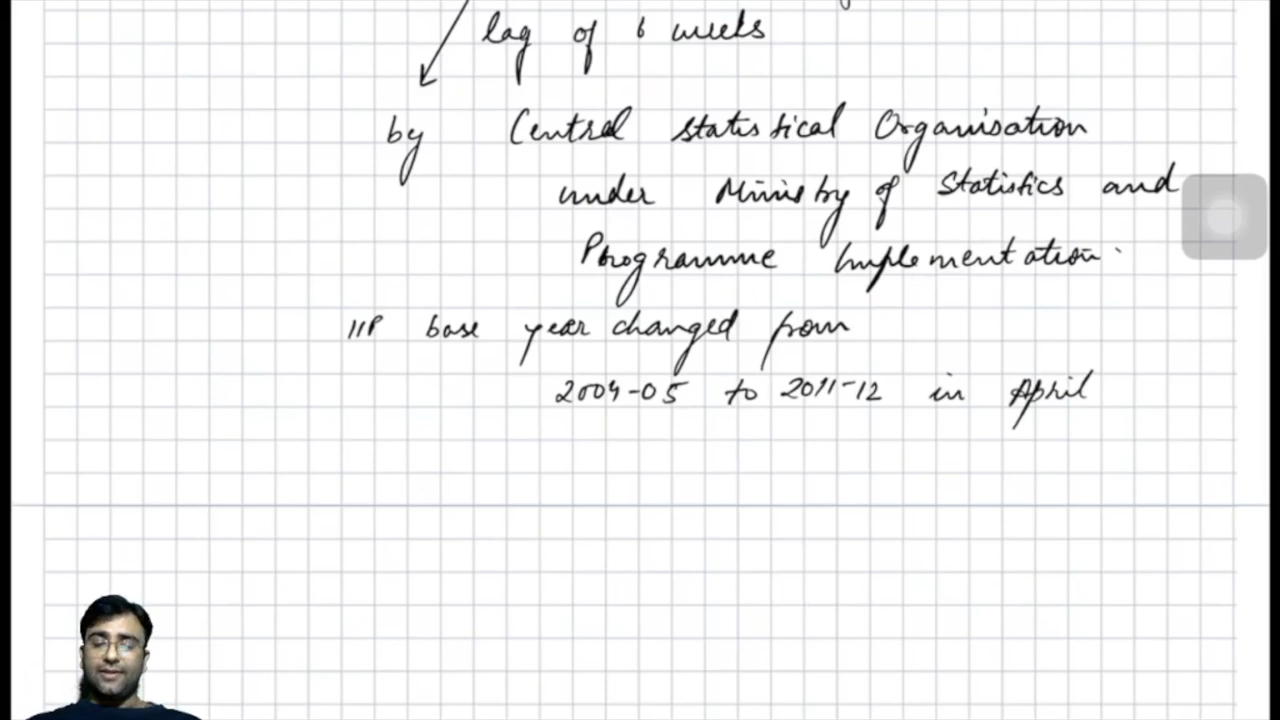 lag of 6 weeks
by Central Statistical Organisation
under Ministry of Statistics and
Programme Implementation.
IIP base year changed from
2004-05 to 2011-12 in April